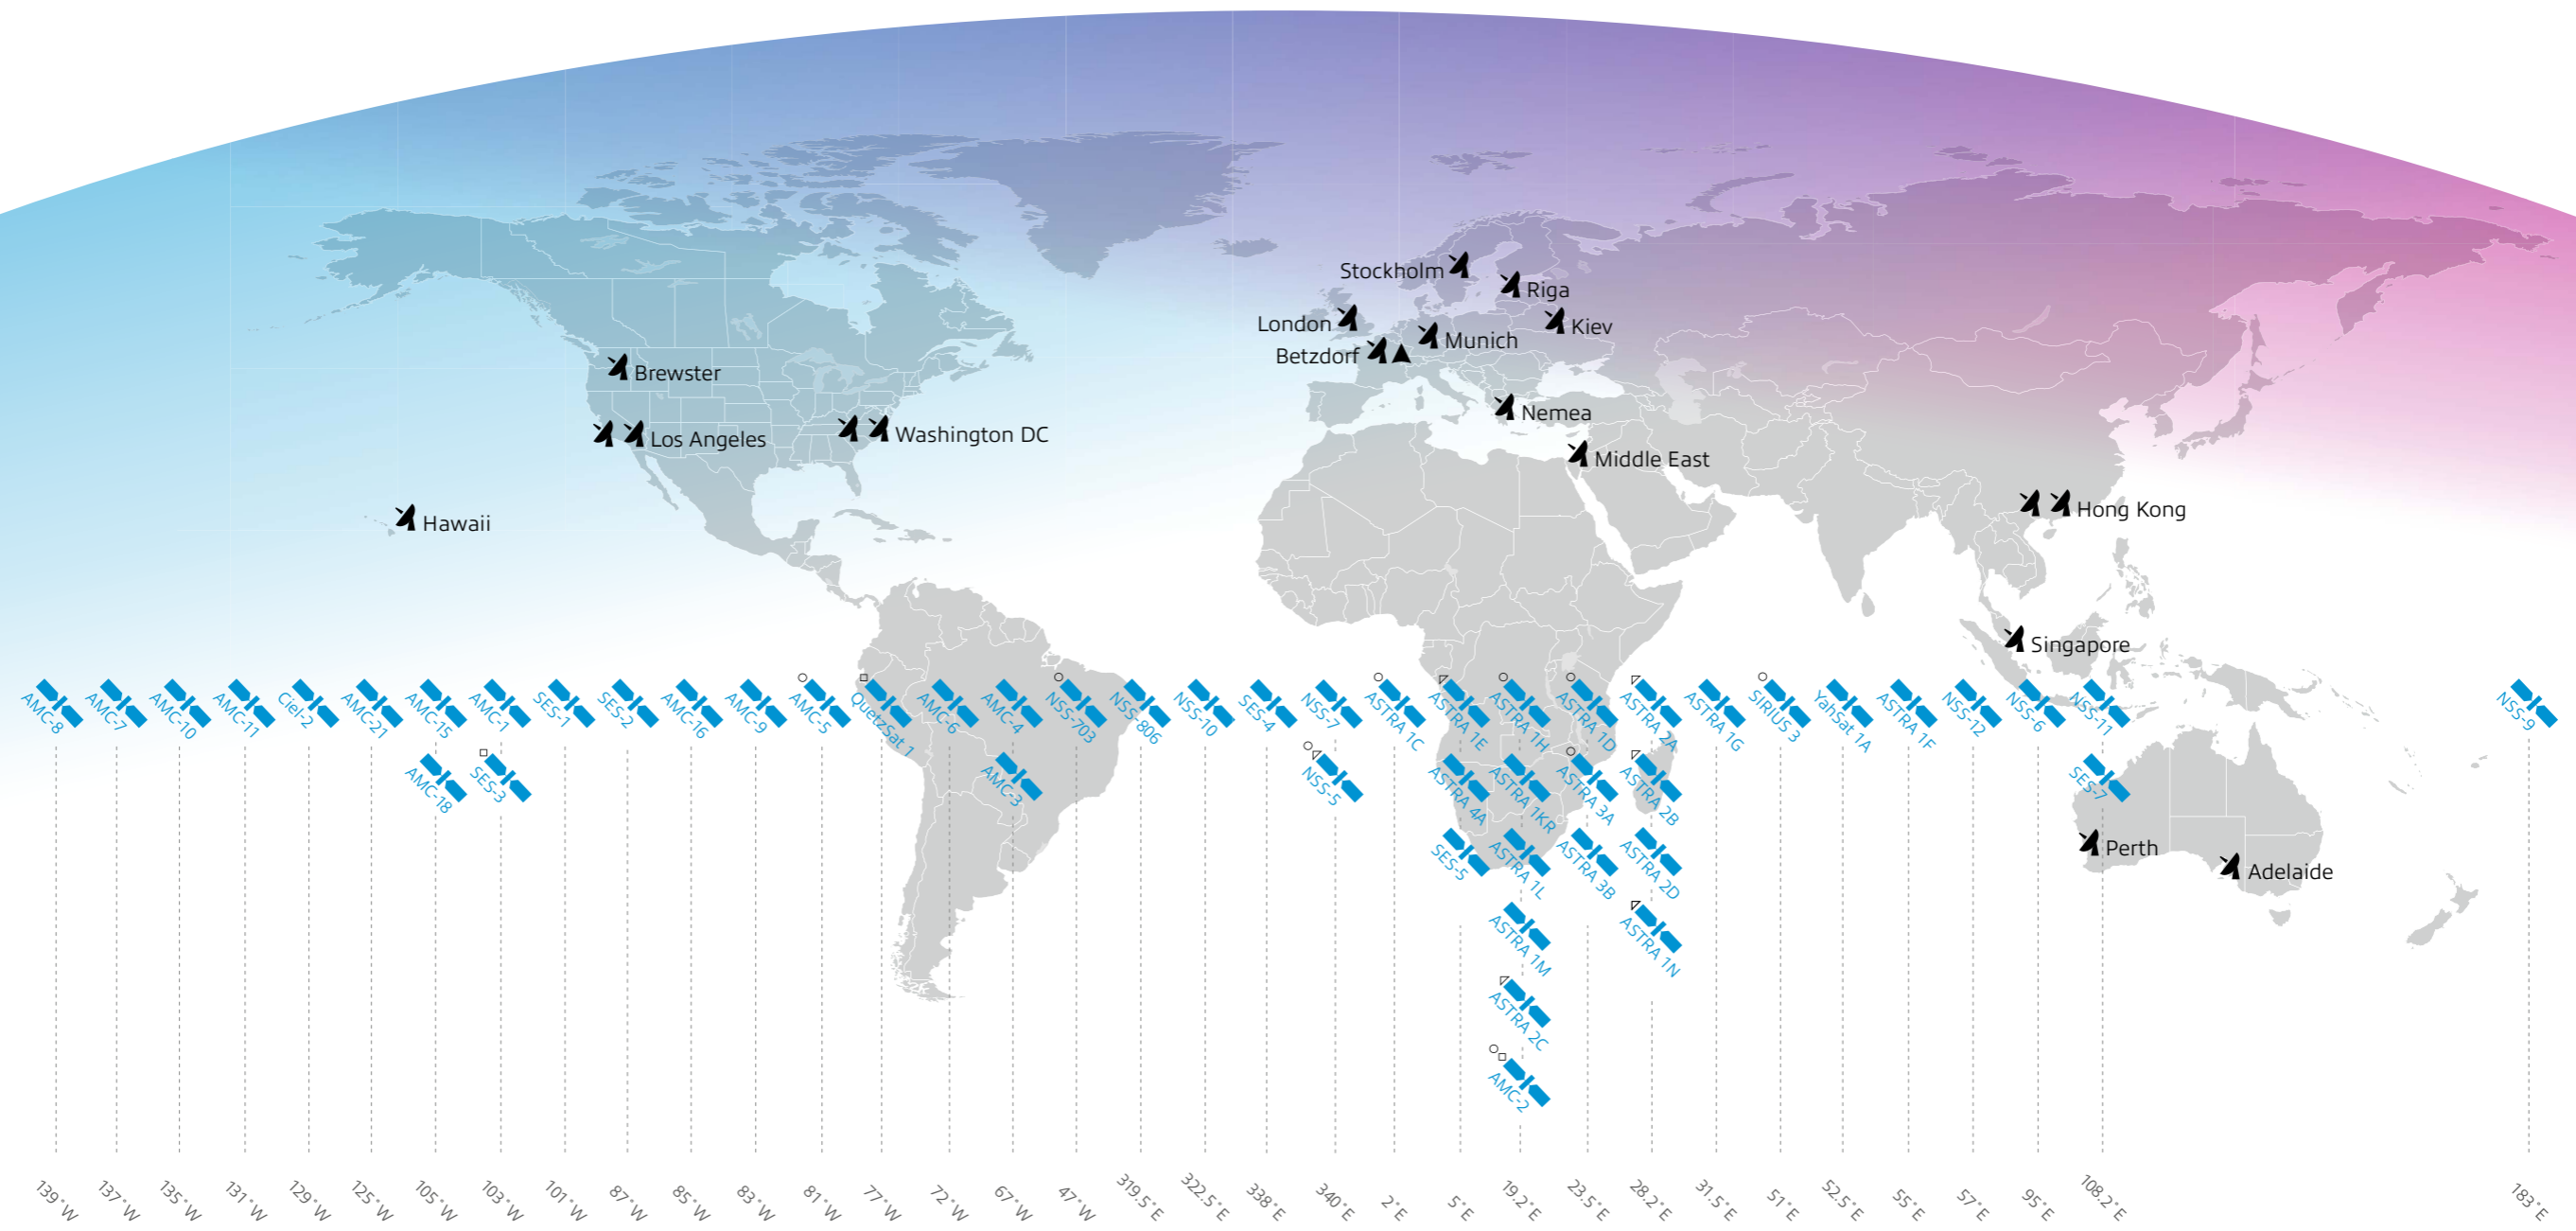 Stockholm
Riga
London
Kiev
Munich
Betzdorf
Brewster
Nemea
Los Angeles
Washington DC
Middle East
Hawaii
Hong Kong
Singapore
AMC-8
AMC-7
AMC-10
AMC-11
Ciel-2
AMC-21
AMC-15
AMC-1
SES-1
SES-2
AMC-16
AMC-9
AMC-5
QuetzSat 1
AMC-6
AMC-4
NSS-703
NSS-806
NSS-10
SES-4
NSS-7
ASTRA 1C
ASTRA 1E
ASTRA 1H
ASTRA 1D
ASTRA 2A
ASTRA 1G
SIRIUS 3
YahSat 1A
ASTRA 1F
NSS-12
NSS-6
NSS-11
NSS-9
AMC-18
SES-3
AMC-3
NSS-5
ASTRA 4A
ASTRA 1KR
ASTRA 3A
ASTRA 2B
SES-7
SES-5
ASTRA 1L
ASTRA 3B
ASTRA 2D
Perth
Adelaide
ASTRA 1M
ASTRA 1N
ASTRA 2C
AMC-2
139°W
137°W
135°W
131°W
129°W
125°W
105°W
103°W
101°W
87°W
85°W
83°W
81°W
77°W
72°W
67°W
47°W
319.5°E
322.5°E
338°E
340°E
2°E
5°E
19.2°E
23.5°E
28.2°E
31.5°E
51°E
52.5°E
55°E
57°E
95°E
108.2°E
183°E